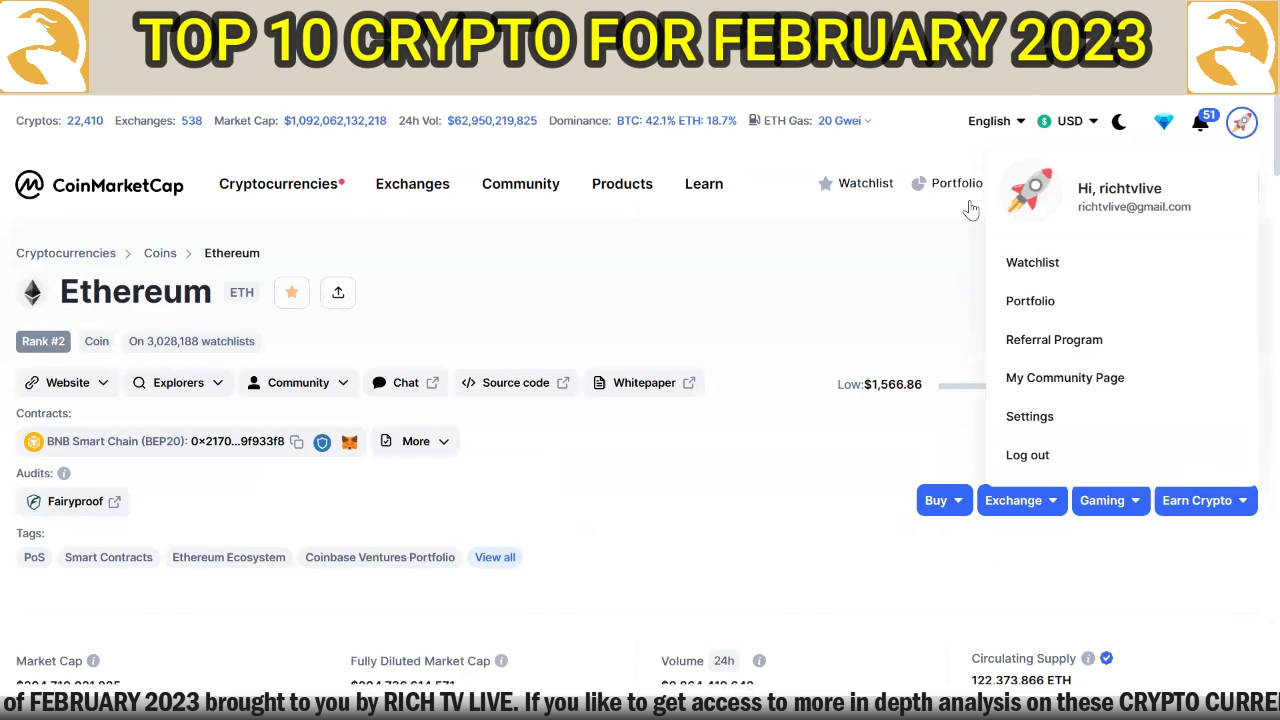 TOP 10 CRYPTO FOR FEBRUARY 2023
Cryptos: 22,410 Exchanges: 538 Market Cap: $1,092,062,132,218 24h Vol: $62,950,219,825 Dominance: BTC: 42.1% ETH: 18.7% ETH Gas: 20 Gwei English USD 51
CoinMarketCap Cryptocurrencies Exchanges Community Products Learn Watchlist Portfolio
Hi, richtvlive
richtvlive@gmail.com
Watchlist
Portfolio
Referral Program
My Community Page
Settings
Log out
Cryptocurrencies > Coins > Ethereum
Ethereum ETH
Rank #2 Coin On 3,028,188 watchlists
Website Explorers Community Chat Source code Whitepaper Low:$1,566.86
Contracts:
BNB Smart Chain (BEP20): 0x2170...9f933f8 More
Audits:
Fairyproof
Buy Exchange Gaming Earn Crypto
Tags:
PoS Smart Contracts Ethereum Ecosystem Coinbase Ventures Portfolio View all
Market Cap Fully Diluted Market Cap Volume 24h Circulating Supply
122,373,866 ETH
of FEBRUARY 2023 brought to you by RICH TV LIVE. If you like to get access to more in depth analysis on these CRYPTO